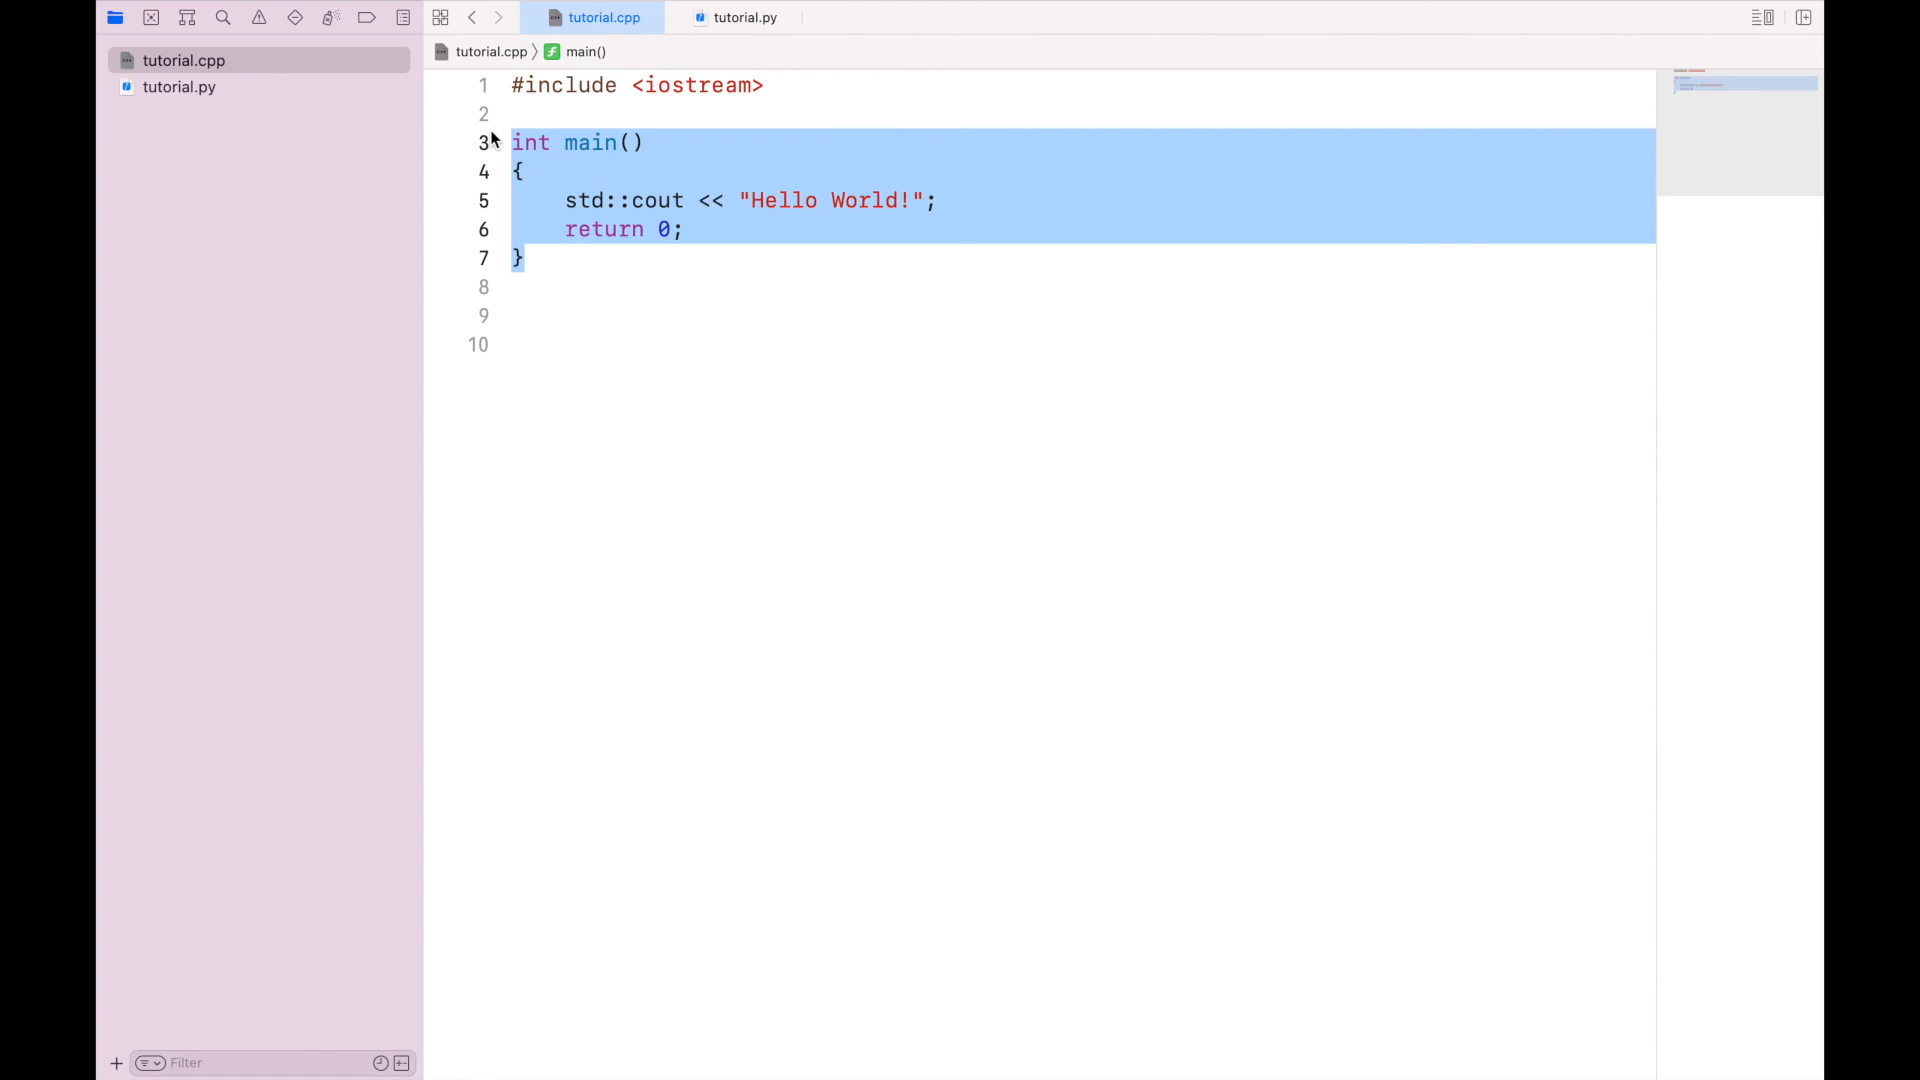 tutorial.cpp
tutorial.py
tutorial.cpp
tutorial.py
tutorial.cpp 〉 main()
1 #include <iostream>
2
3 int main()
4 {
5     std::cout << "Hello World!";
6     return 0;
7 }
8
9
10
Filter